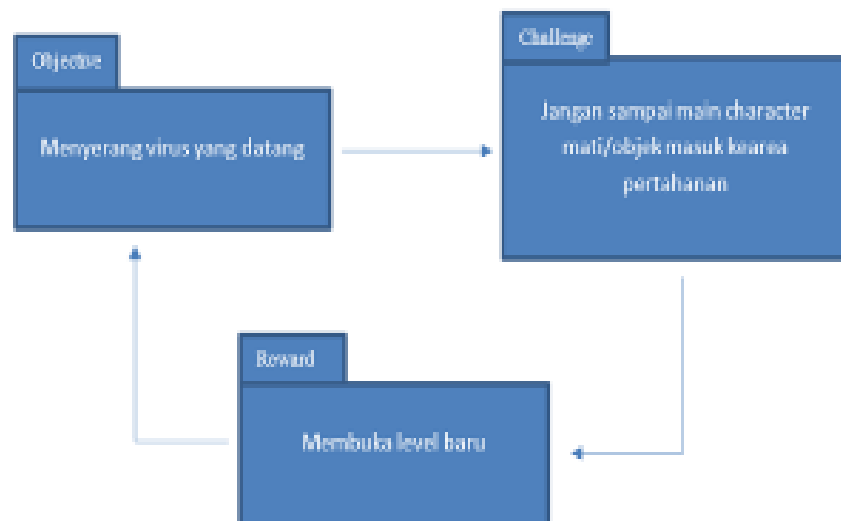 Objective
Menyerang virus yang datang
Challenge
Jangan sampai main character
mati/objek masuk kearea
pertahanan
Reward
Membuka level baru